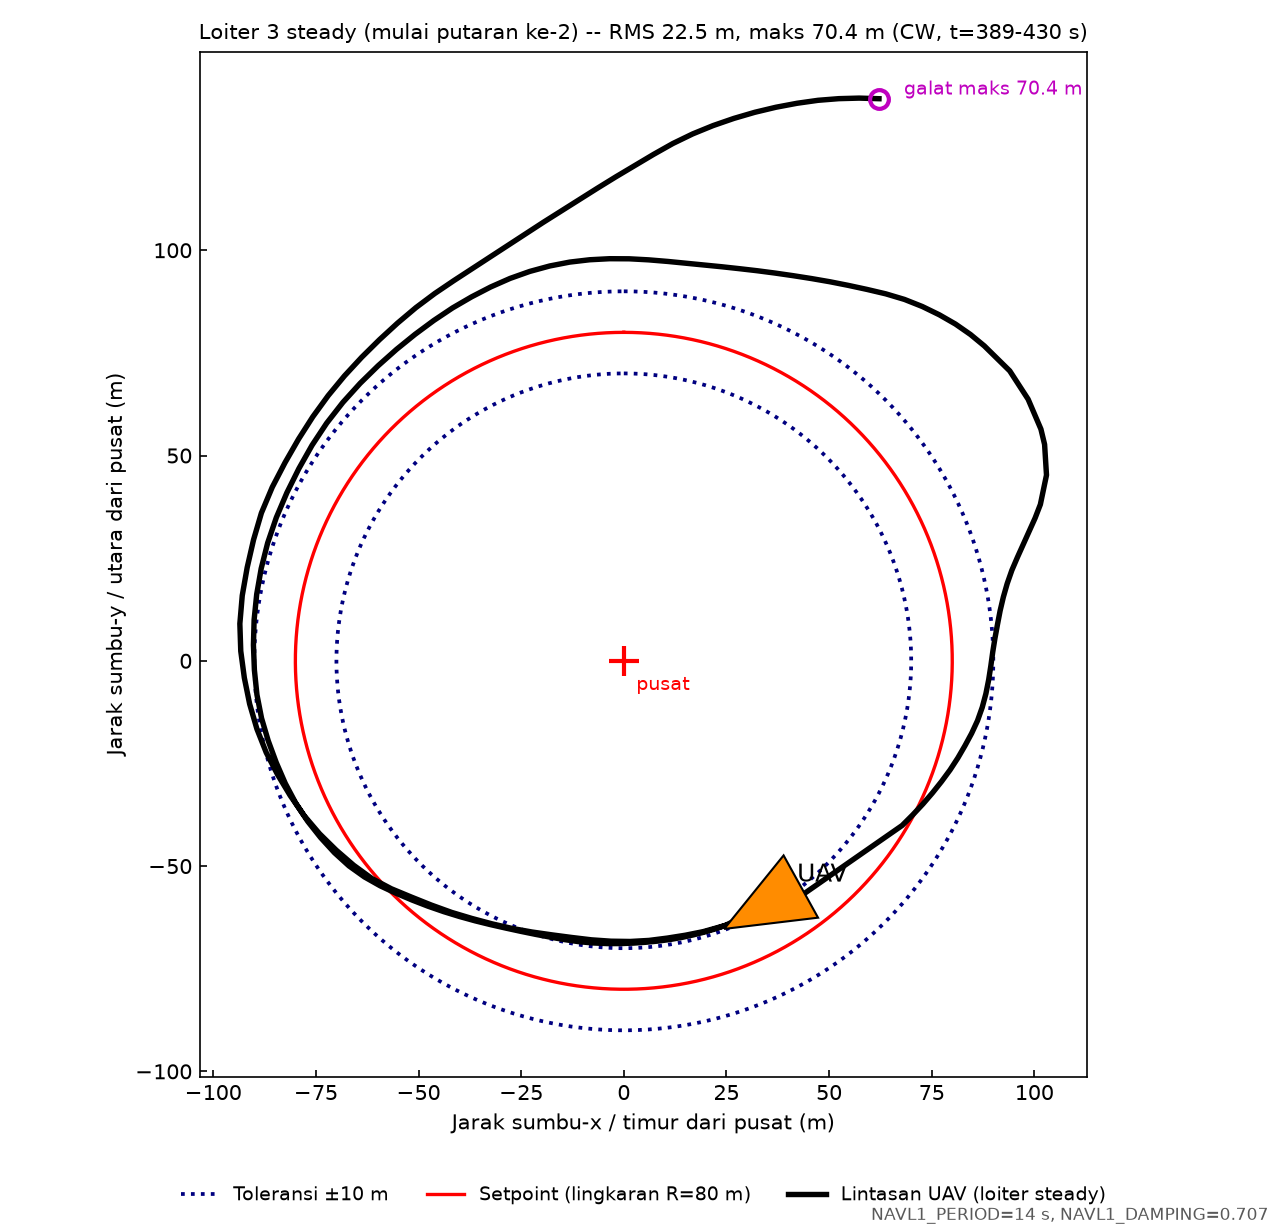 Loiter 3 steady (mulai putaran ke-2) -- RMS 22.5 m, maks 70.4 m (CW, t=389-430 s)
galat maks 70.4 m
100
50
0
−50
−100
Jarak sumbu-y / utara dari pusat (m)
pusat
UAV
−100 −75 −50 −25 0 25 50 75 100
Jarak sumbu-x / timur dari pusat (m)
Toleransi ±10 m
Setpoint (lingkaran R=80 m)
Lintasan UAV (loiter steady)
NAVL1_PERIOD=14 s, NAVL1_DAMPING=0.707